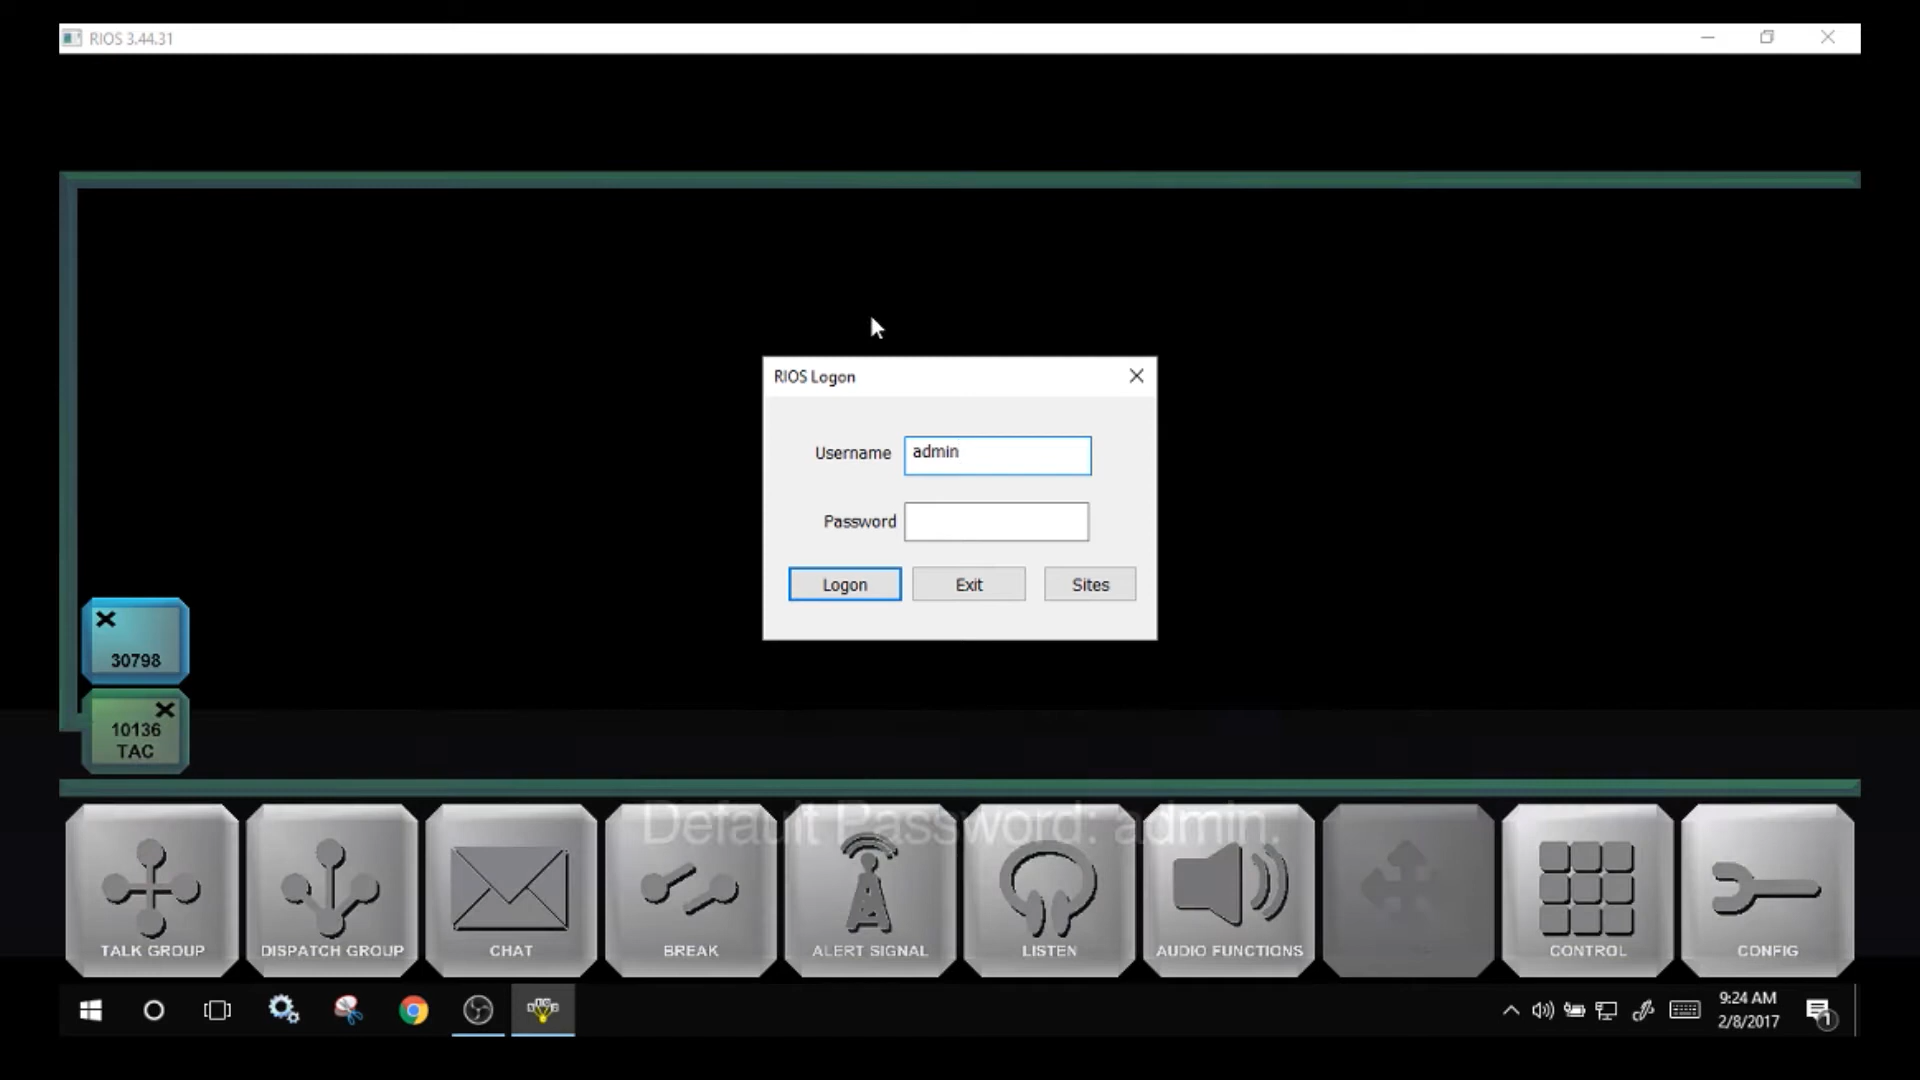 RIOS 3.44.31
RIOS Logon
Username admin
Password
Logon Exit Sites
30798
10136
TAC
Default Password: admin.
TALK GROUP DISPATCH GROUP CHAT BREAK ALERT SIGNAL LISTEN AUDIO FUNCTIONS CONTROL CONFIG
9:24 AM
2/8/2017
1